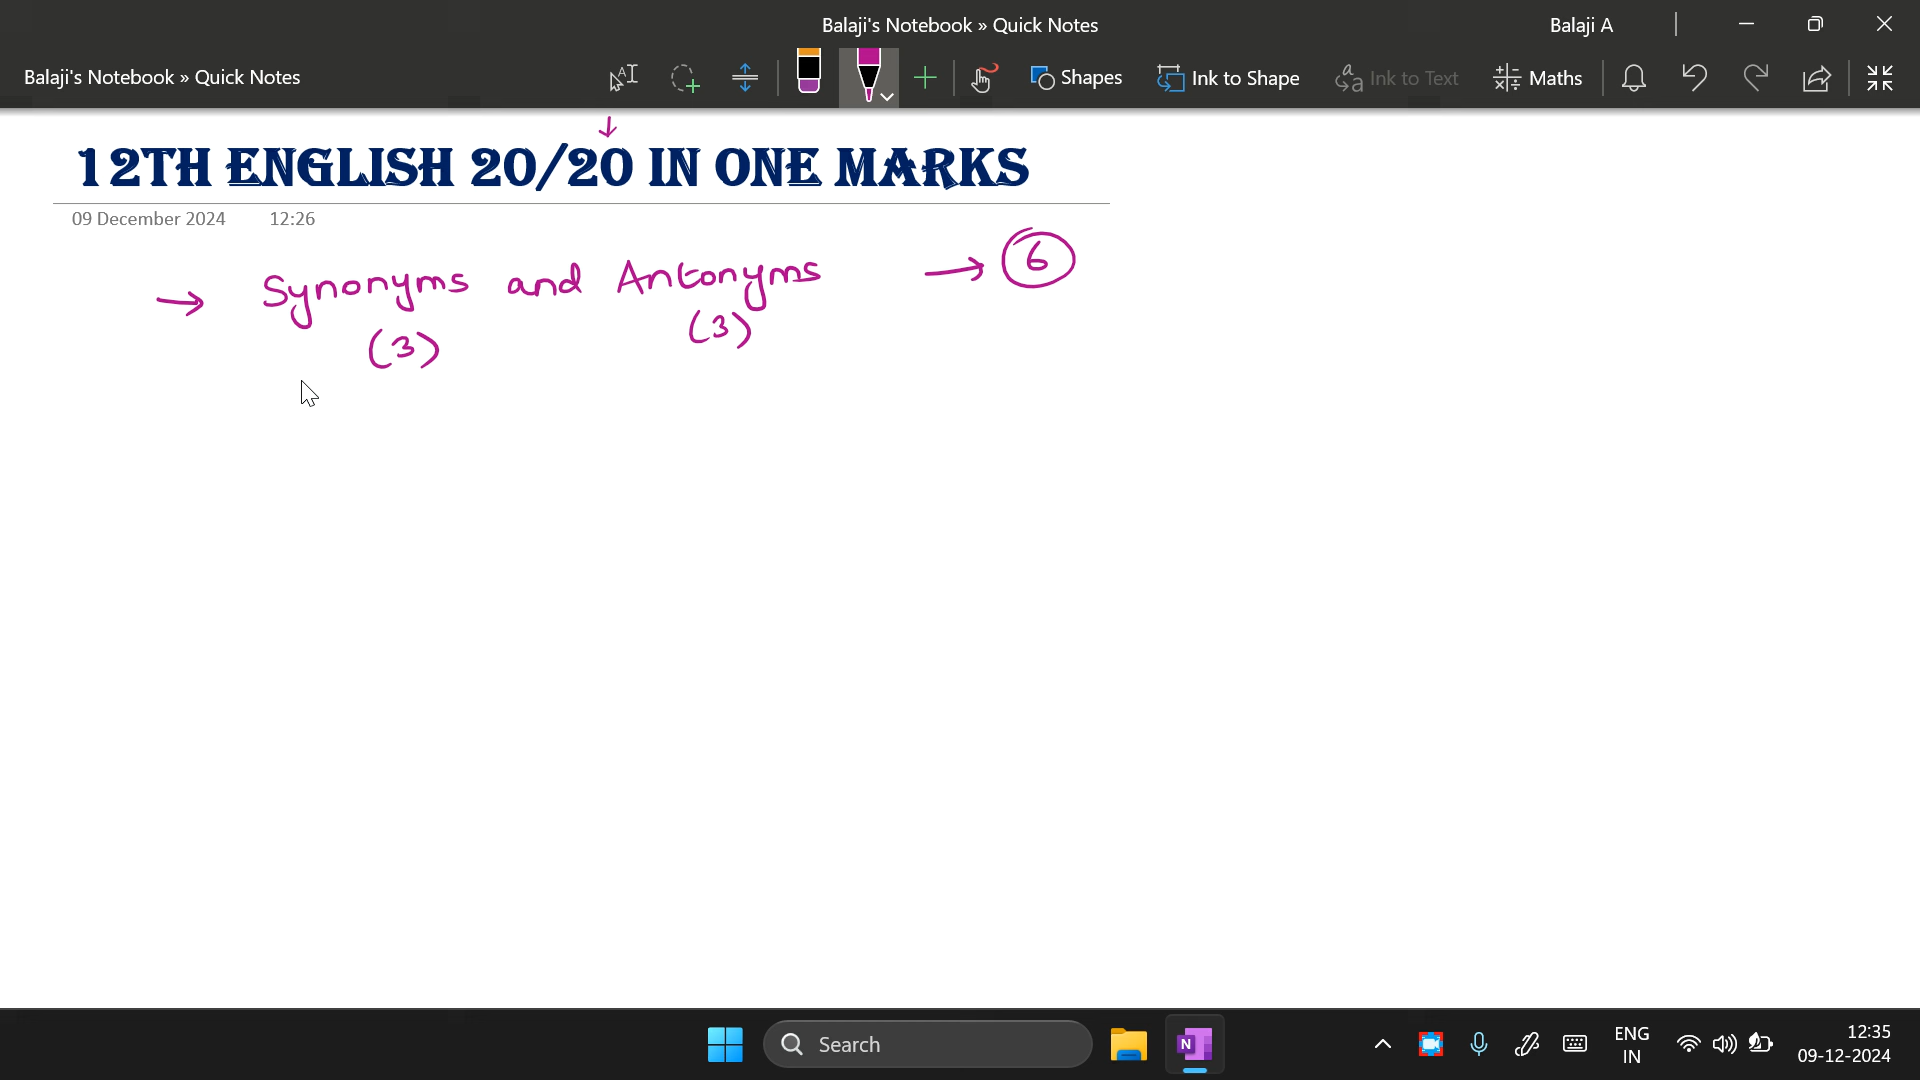 Balaji's Notebook » Quick Notes
Balaji A
Balaji's Notebook » Quick Notes
Shapes
Ink to Shape
Ink to Text
Maths
12TH ENGLISH 20/20 IN ONE MARKS
09 December 2024 12:26
→ Synonyms and Antonyms → 6
(3) (3)
Search
ENG
IN
12:35
09-12-2024